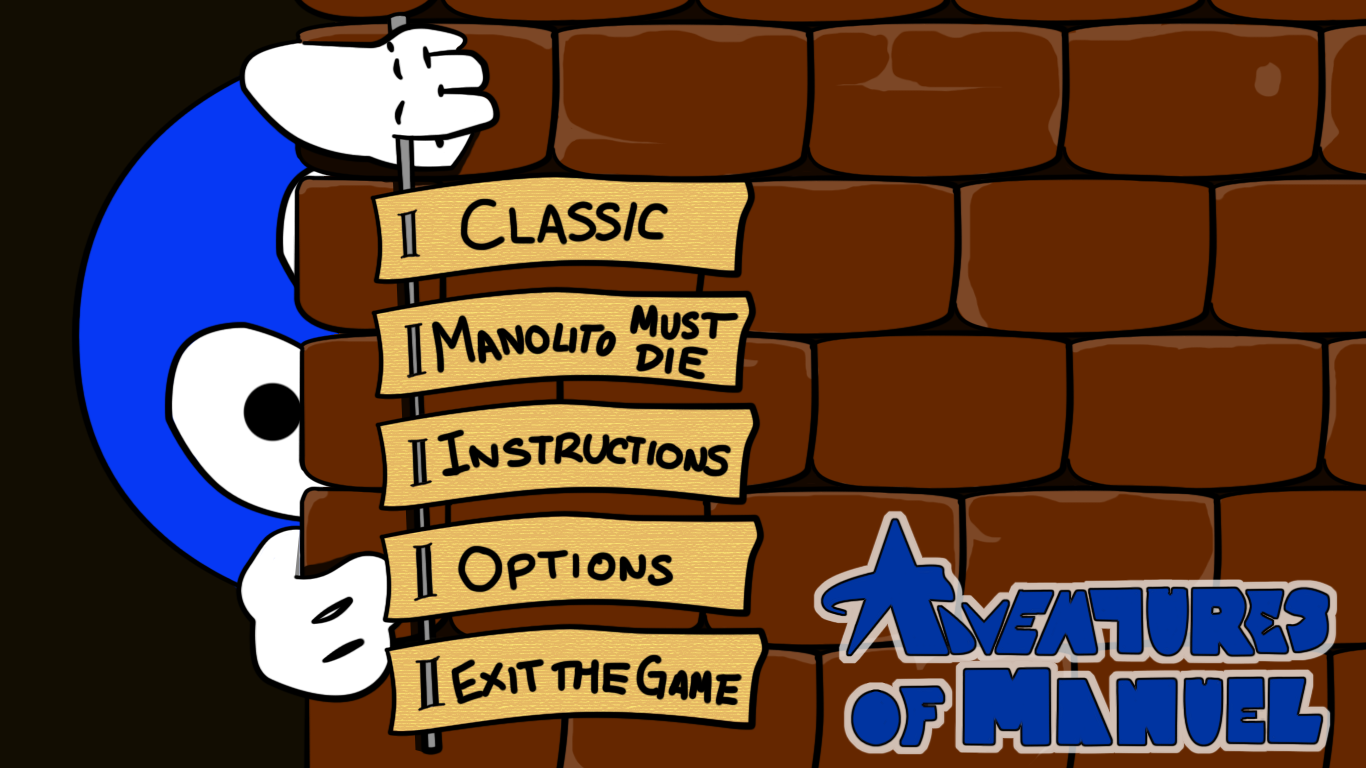 CLASSIC
MANOLITO MUST
DIE
INSTRUCTIONS
OPTIONS
EXIT THE GAME
ADVENTURES
OF MANUEL